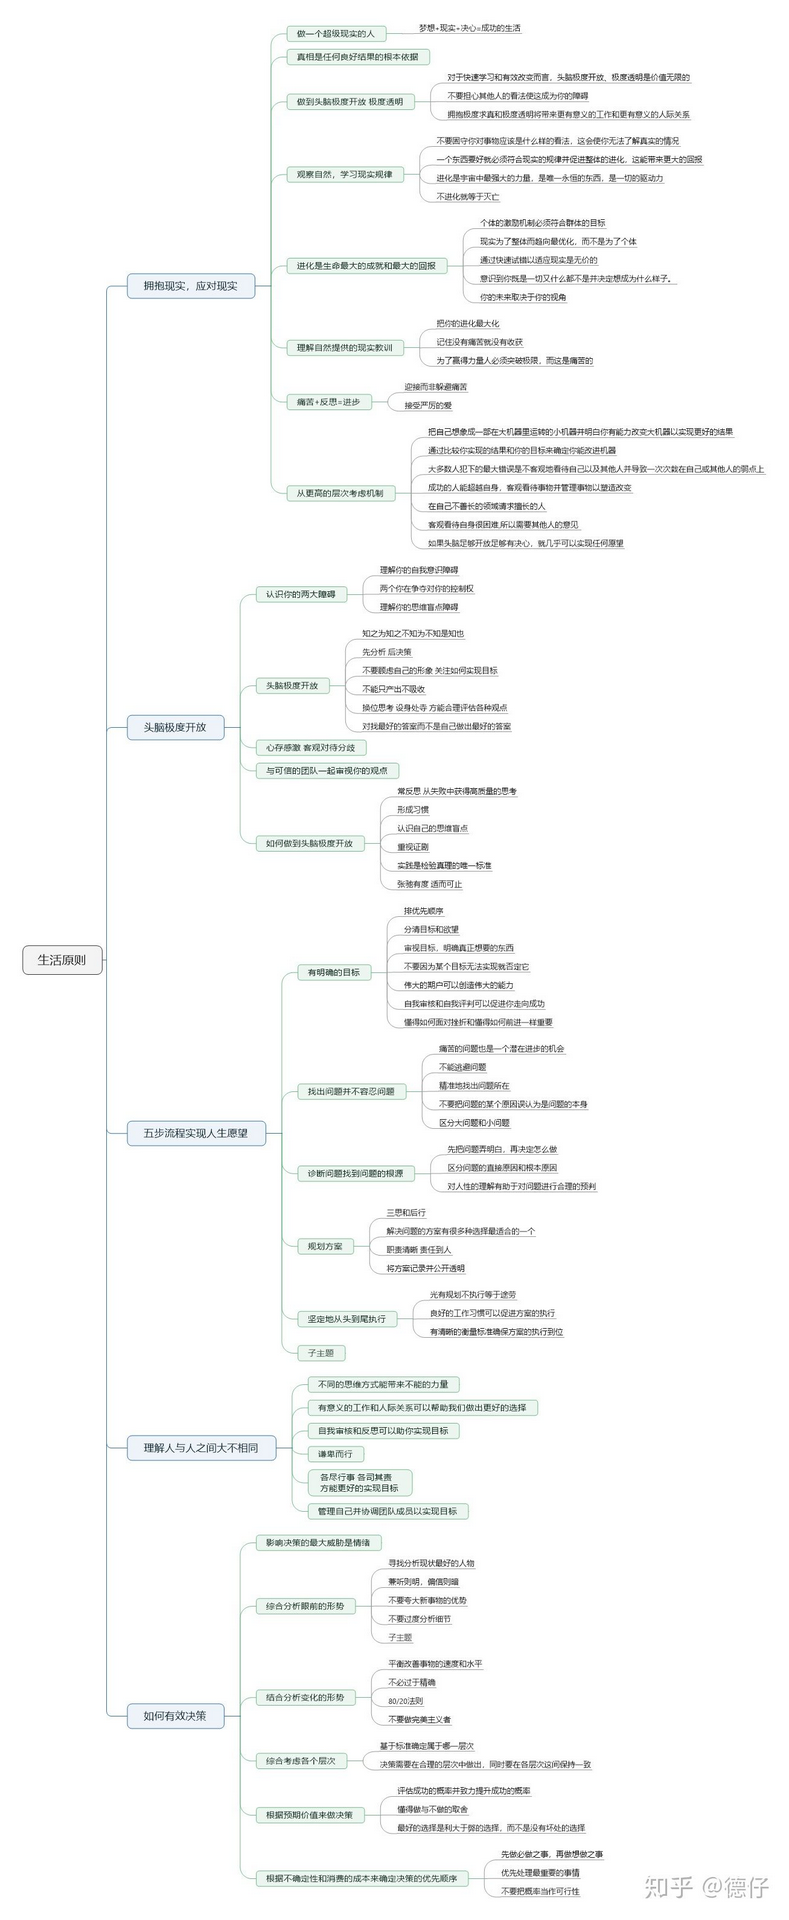 做一个超级现实的人
梦想+现实+决心=成功的生活
真相是任何良好结果的根本依据
做到头脑极度开放 极度透明
对于快速学习和有效改变而言，头脑极度开放、极度透明是价值无限的
不要担心其他人的看法使这成为你的障碍
拥抱极度求真和极度透明将带来更有意义的工作和更有意义的人际关系
观察自然，学习现实规律
不要固守你对事物应该是什么样的看法，这会使你无法了解真实的情况
一个东西要好就必须符合现实的规律并促进整体的进化，这能带来更大的回报
进化是宇宙中最强大的力量，是唯一永恒的东西，是一切的驱动力
不进化就等于灭亡
进化是生命最大的成就和最大的回报
个体的激励机制必须符合群体的目标
现实为了整体而趋向最优化，而不是为了个体
通过快速试错以适应现实是无价的
意识到你既是一切又什么都不是并决定想成为什么样子。
你的未来取决于你的视角
拥抱现实，应对现实
理解自然提供的现实教训
把你的进化最大化
记住没有痛苦就没有收获
为了赢得力量人必须突破极限，而这是痛苦的
痛苦+反思=进步
迎接而非躲避痛苦
接受严厉的爱
从更高的层次考虑机制
把自己想象成一部在大机器里运转的小机器并明白你有能力改变大机器以实现更好的结果
通过比较你实现的结果和你的目标来确定你能改进机器
大多数人犯下的最大错误是不客观地看待自己以及其他人并导致一次次数在自己或其他人的弱点上
成功的人能超越自身，客观看待事物并管理事物以塑造改变
在自己不善长的领域请求擅长的人
客观看待自身很困难,所以需要其他人的意见
如果头脑足够开放足够有决心，就几乎可以实现任何愿望
认识你的两大障碍
理解你的自我意识障碍
两个你在争夺对你的控制权
理解你的思维盲点障碍
头脑极度开放
头脑极度开放
知之为知之不知为不知是知也
先分析 后决策
不要顾虑自己的形象 关注如何实现目标
不能只产出不吸收
换位思考 设身处寺 方能合理评估各种观点
对找最好的答案而不是自己做出最好的答案
心存感激 客观对待分歧
与可信的团队一起审视你的观点
如何做到头脑极度开放
常反思 从失败中获得高质量的思考
形成习惯
认识自己的思维盲点
重视证剧
实践是检验真理的唯一标准
张弛有度 适而可止
生活原则
有明确的目标
排优先顺序
分清目标和欲望
审视目标，明确真正想要的东西
不要因为某个目标无法实现就否定它
伟大的期户可以创造伟大的能力
自我审核和自我评判可以促进你走向成功
懂得如何面对挫折和懂得如何前进一样重要
找出问题并不容忍问题
痛苦的问题也是一个潜在进步的机会
不能逃避问题
精准地找出问题所在
不要把问题的某个原因误认为是问题的本身
区分大问题和小问题
五步流程实现人生愿望
诊断问题找到问题的根源
先把问题弄明白，再决定怎么做
区分问题的直接原因和根本原因
对人性的理解有助于对问题进行合理的预判
规划方案
三思和后行
解决问题的方案有很多种选择最适合的一个
职责清晰 责任到人
将方案记录并公开透明
坚定地从头到尾执行
光有规划不执行等于途劳
良好的工作习惯可以促进方案的执行
有清晰的衡量标准确保方案的执行到位
子主题
理解人与人之间大不相同
不同的思维方式能带来不能的力量
有意义的工作和人际关系可以帮助我们做出更好的选择
自我审核和反思可以助你实现目标
谦卑而行
各尽行事 各司其责
方能更好的实现目标
管理自己并协调团队成员以实现目标
影响决策的最大威胁是情绪
综合分析眼前的形势
寻找分析现状最好的人物
兼听则明，偏信则暗
不要夸大新事物的优势
不要过度分析细节
子主题
结合分析变化的形势
平衡改善事物的速度和水平
不必过于精确
80/20法则
不要做完美主义者
如何有效决策
综合考虑各个层次
基于标准确定属于哪一层次
决策需要在合理的层次中做出，同时要在各层次这间保持一致
根据预期价值来做决策
评估成功的概率并致力提升成功的概率
懂得做与不做的取舍
最好的选择是利大于弊的选择，而不是没有坏处的选择
根据不确定性和消费的成本来确定决策的优先顺序
先做必做之事，再做想做之事
优先处理最重要的事情
不要把概率当作可行性
知乎 @德仔